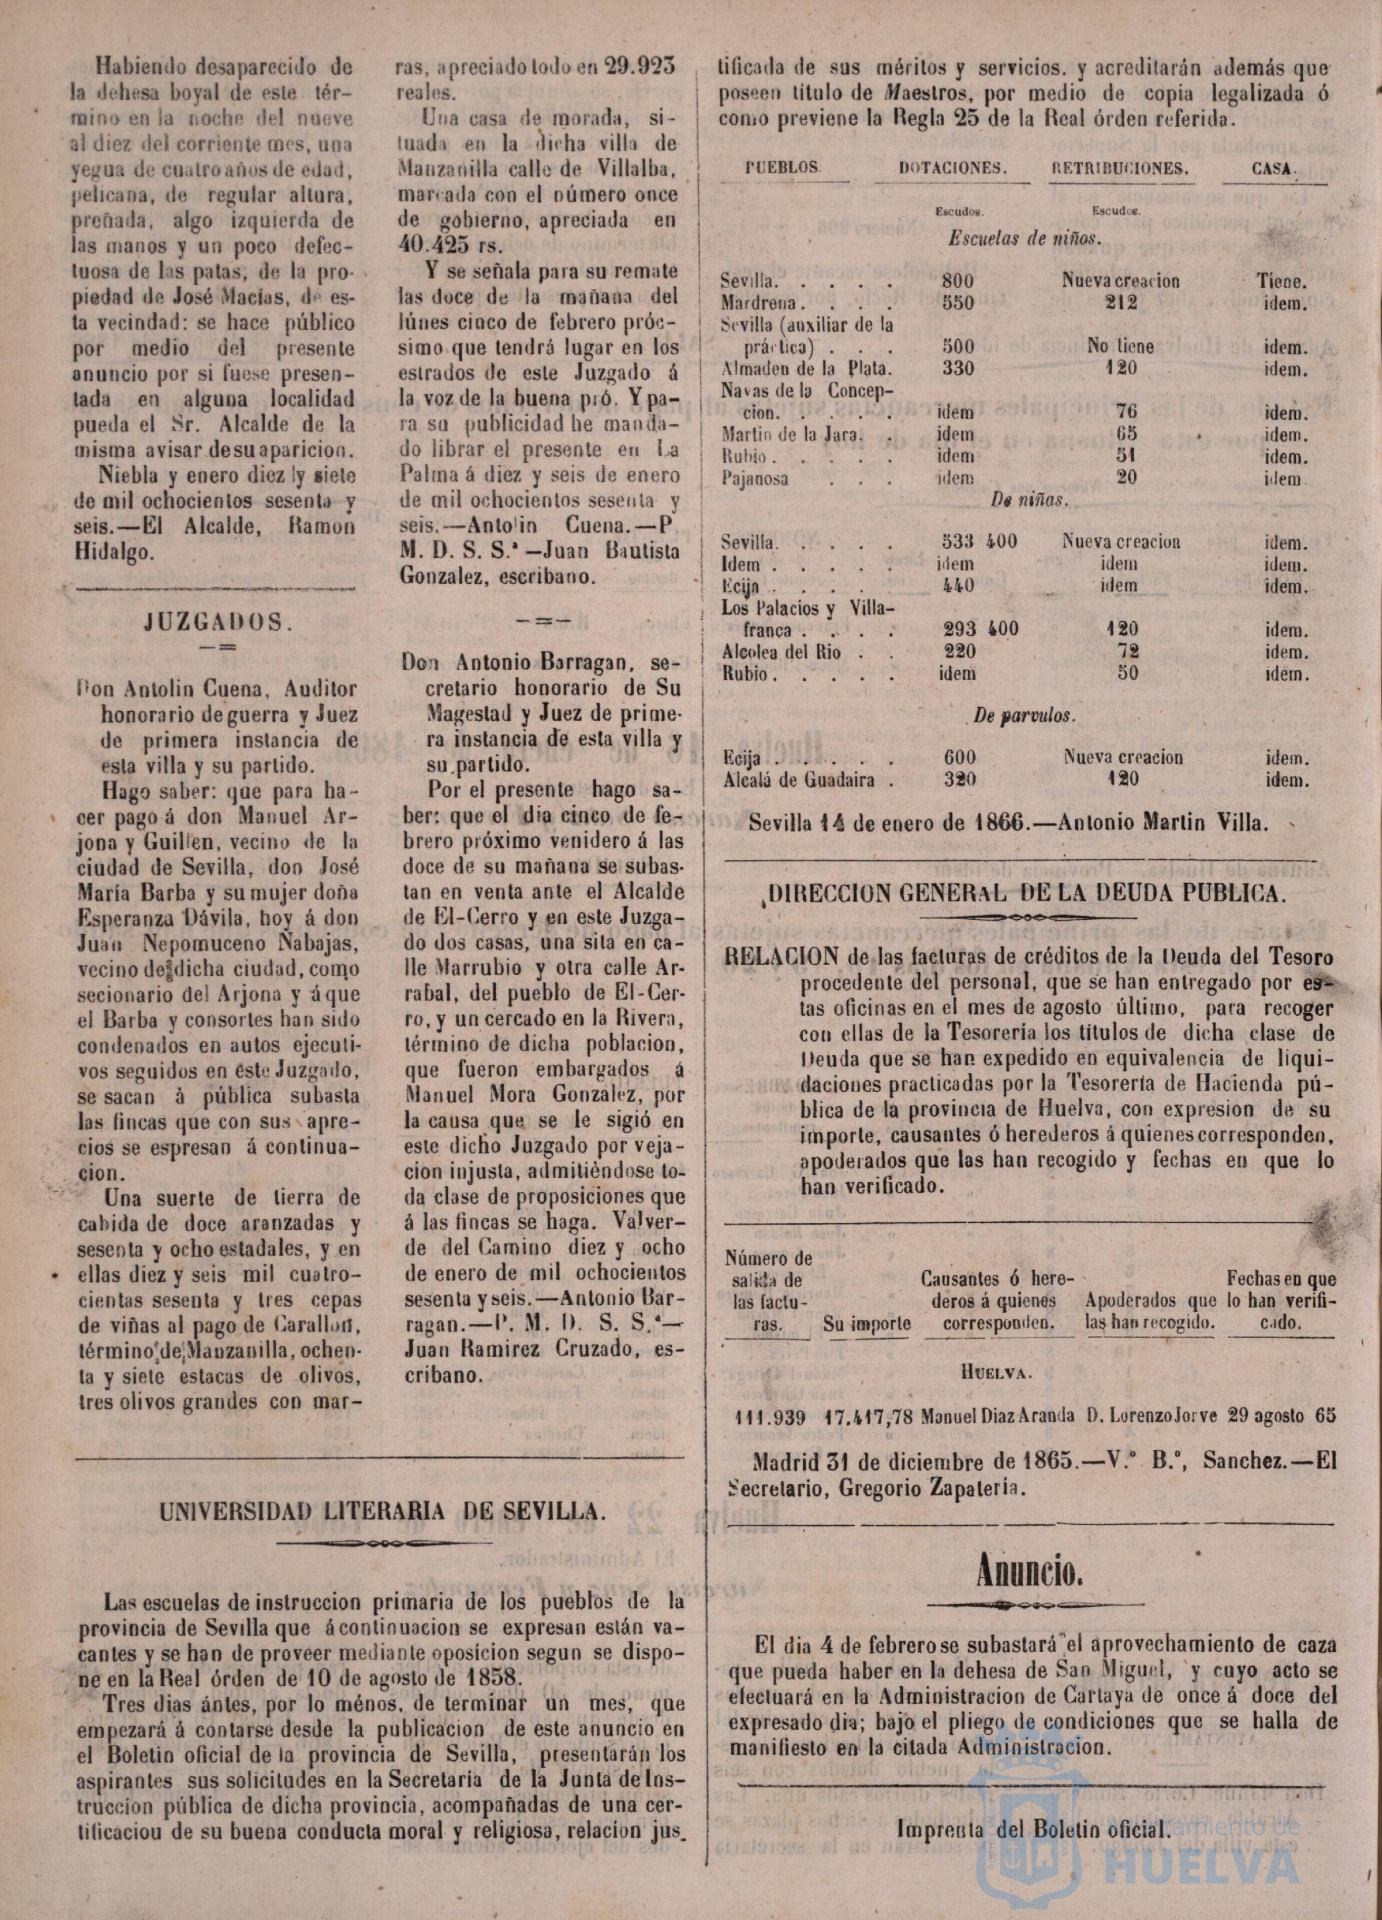 Habiendo desaparecido de
la dehesa boyal de este tér-
mino en la noche del nueve
al diez del corriente mes, una
yegua de cuatro años de edad,
pelicana, de regular altura,
preñada, algo izquierda de
las manos y un poco defec-
tuosa de las patas, de la pro-
piedad de José Macías, de es-
ta vecindad: se hace público
por medio del presente
anuncio por si fuese presen-
tada en alguna localidad
pueda el Sr. Alcalde de la
misma avisar de su aparicion.
Niebla y enero diez y siete
de mil ochocientos sesenta y
seis.—El Alcalde, Ramon
Hidalgo.
JUZGADOS.
Don Antolin Cuena, Auditor
honorario de guerra y Juez
de primera instancia de
esta villa y su partido.
Hago saber: que para ha-
cer pago á don Manuel Ar-
jona y Guillen, vecino de la
ciudad de Sevilla, don José
María Barba y su mujer doña
Esperanza Dávila, hoy á don
Juan Nepomuceno Nabajas,
vecino de dicha ciudad, como
secionario del Arjona y á que
el Barba y consortes han sido
condenados en autos ejecuti-
vos seguidos en este Juzgado,
se sacan á pública subasta
las fincas que con sus apre-
cios se espresan á continua-
cion.
Una suerte de tierra de
cabida de doce aranzadas y
sesenta y ocho estadales, y en
ellas diez y seis mil cuatro-
cientas sesenta y tres cepas
de viñas al pago de Carallon,
término de Manzanilla, ochen-
ta y siete estacas de olivos,
tres olivos grandes con mar-
ras, apreciado todo en 29.923
reales.
Una casa de morada, si-
tuada en la dicha villa de
Manzanilla calle de Villalba,
marcada con el número once
de gobierno, apreciada en
40.425 rs.
Y se señala para su remate
las doce de la mañana del
lúnes cinco de febrero próc-
simo que tendrá lugar en los
estrados de este Juzgado á
la voz de la buena pró. Y pa-
ra su publicidad he manda-
do librar el presente en La
Palma á diez y seis de enero
de mil ochocientos sesenta y
seis.—Antolin Cuena.—P.
M. D. S. S.ª—Juan Bautista
Gonzalez, escribano.
Don Antonio Barragan, se-
cretario honorario de Su
Magestad y Juez de prime-
ra instancia de esta villa y
su partido.
Por el presente hago sa-
ber: que el dia cinco de fe-
brero próximo venidero á las
doce de su mañana se subas-
tan en venta ante el Alcalde
de El-Cerro y en este Juzga-
do dos casas, una sita en ca-
lle Marrubio y otra calle Ar-
rabal, del pueblo de El-Cer-
ro, y un cercado en la Rivera,
término de dicha poblacion,
que fueron embargados á
Manuel Mora Gonzalez, por
la causa que se le sigió en
este dicho Juzgado por veja-
cion injusta, admitiéndose to-
da clase de proposiciones que
á las fincas se haga. Valver-
de del Camino diez y ocho
de enero de mil ochocientos
sesenta y seis.—Antonio Bar-
ragan.—P. M. D. S. S.ª—
Juan Ramirez Cruzado, es-
cribano.
UNIVERSIDAD LITERARIA DE SEVILLA.
Las escuelas de instruccion primaria de los pueblos de la
provincia de Sevilla que á continuacion se expresan están va-
cantes y se han de proveer mediante oposicion segun se dispo-
ne en la Real órden de 10 de agosto de 1858.
Tres dias ántes, por lo ménos, de terminar un mes, que
empezará á contarse desde la publicacion de este anuncio en
el Boletin oficial de la provincia de Sevilla, presentarán los
aspirantes sus solicitudes en la Secretaría de la Junta de Ins-
truccion pública de dicha provincia, acompañadas de una cer-
tificaciou de su buena conducta moral y religiosa, relacion jus-
tificada de sus méritos y servicios. y acreditarán además que
poseen titulo de Maestros, por medio de copia legalizada ó
como previene la Regla 25 de la Real órden referida.
PUEBLOS. DOTACIONES. RETRIBUCIONES. CASA.
Escudos. Escudos.
Escuelas de niños.
Sevilla. . . . . 800 Nueva creacion Tiene.
Mardrena. . . . 550 212 idem.
Sevilla (auxiliar de la
práctica) . . . 500 No tiene idem.
Almaden de la Plata. 330 120 idem.
Navas de la Concep-
cion. . . . . idem 76 idem.
Martin de la Jara. . idem 65 idem.
Rubio. . . . . idem 51 idem.
Pajanosa . . . idem 20 idem.
De niñas.
Sevilla. . . . . 533 400 Nueva creacion idem.
Idem . . . . . idem idem idem.
Ecija . . . . . 440 idem idem.
Los Palacios y Villa-
franca . . . . 293 400 120 idem.
Alcolea del Rio . . 220 72 idem.
Rubio. . . . . idem 50 idem.
De parvulos.
Ecija . . . . . 600 Nueva creacion idem.
Alcalá de Guadaira . 320 120 idem.
Sevilla 14 de enero de 1866.—Antonio Martin Villa.
DIRECCION GENERAL DE LA DEUDA PUBLICA.
RELACION de las facturas de créditos de la Deuda del Tesoro
procedente del personal, que se han entregado por es-
tas oficinas en el mes de agosto último, para recoger
con ellas de la Tesorería los títulos de dicha clase de
Deuda que se han expedido en equivalencia de liqui-
daciones practicadas por la Tesorería de Hacienda pú-
blica de la provincia de Huelva, con expresion de su
importe, causantes ó herederos á quienes corresponden,
apoderados que las han recogido y fechas en que lo
han verificado.
Número de
salida de Causantes ó here- Fechas en que
las factu- deros á quienes Apoderados que lo han verifi-
ras. Su importe corresponden. las han recogido. cado.
HUELVA.
111.939 17.417,78 Manuel Diaz Aranda D. Lorenzo Jorve 29 agosto 65
Madrid 31 de diciembre de 1865.—V.º B.º, Sanchez.—El
Secretario, Gregorio Zapatería.
Anuncio.
El dia 4 de febrero se subastará el aprovechamiento de caza
que pueda haber en la dehesa de San Miguel, y cuyo acto se
efectuará en la Administracion de Cartaya de once á doce del
expresado dia; bajo el pliego de condiciones que se halla de
manifiesto en la citada Administracion.
Imprenta del Boletin oficial.
Ayuntamiento de
HUELVA